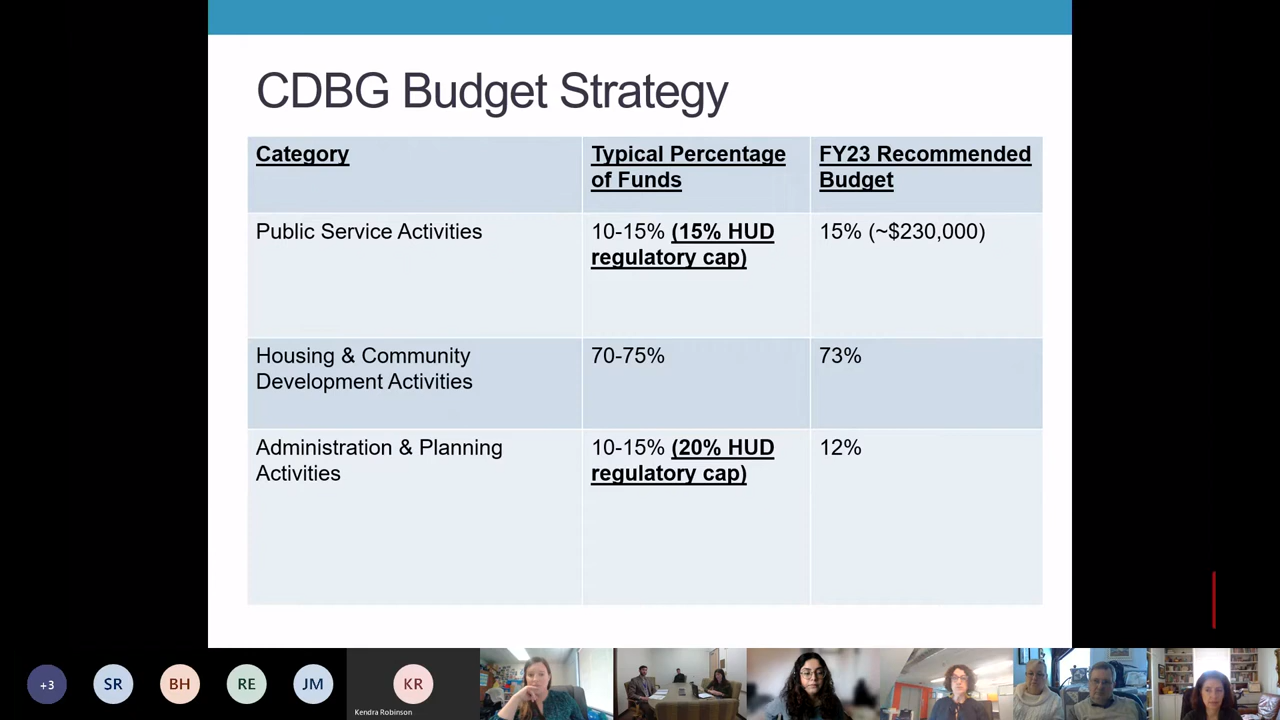 CDBG Budget Strategy
Category
Typical Percentage
of Funds
FY23 Recommended
Budget
Public Service Activities
10-15% (15% HUD
regulatory cap)
15% (~$230,000)
Housing & Community
Development Activities
70-75%
73%
Administration & Planning
Activities
10-15% (20% HUD
regulatory cap)
12%
+3
SR
BH
RE
JM
KR
Kendra Robinson